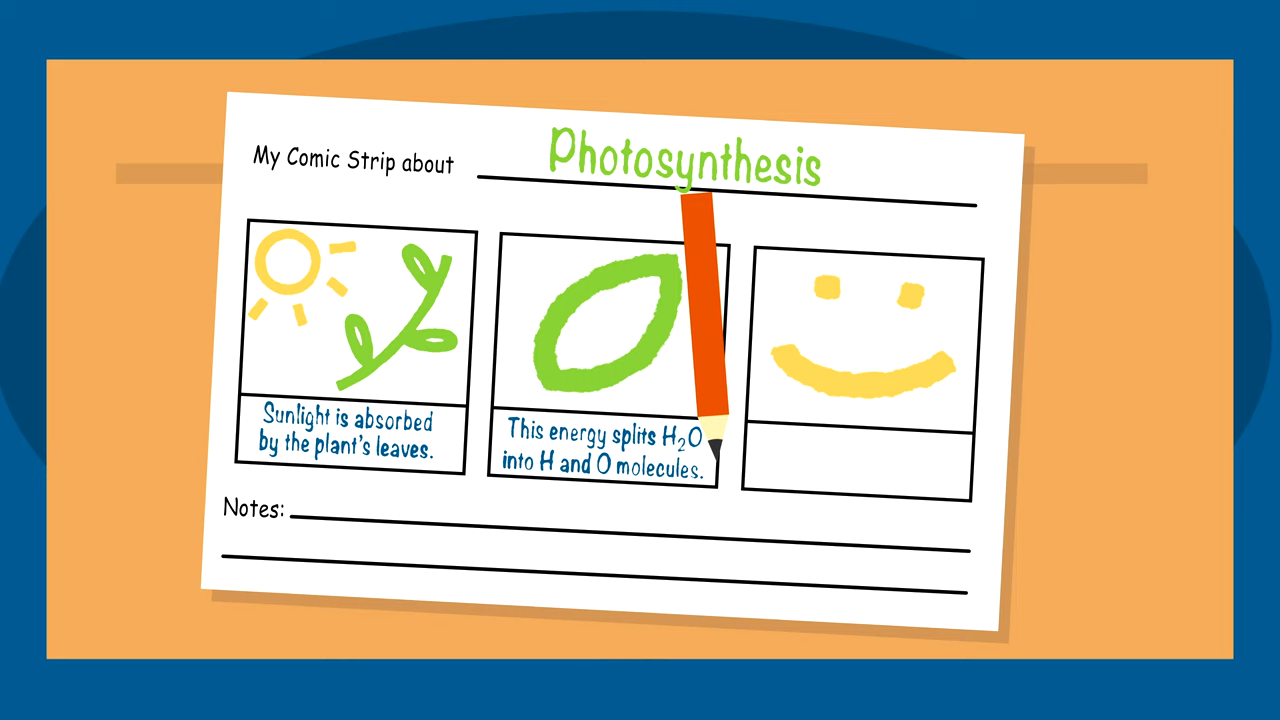 My Comic Strip about Photosynthesis
Sunlight is absorbed
by the plant's leaves.
This energy splits H₂O
into H and O molecules.
Notes: